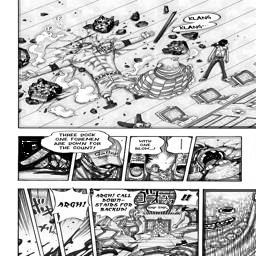 KLANG
KLANG
THREE DOCK
ONE FOREMEN
ARE DOWN FOR
THE COUNT!
WITH
ONE
BLOW...!
ARGH!
ARGH! CALL
DOWN-
STAIRS FOR
BACKUP!
!!